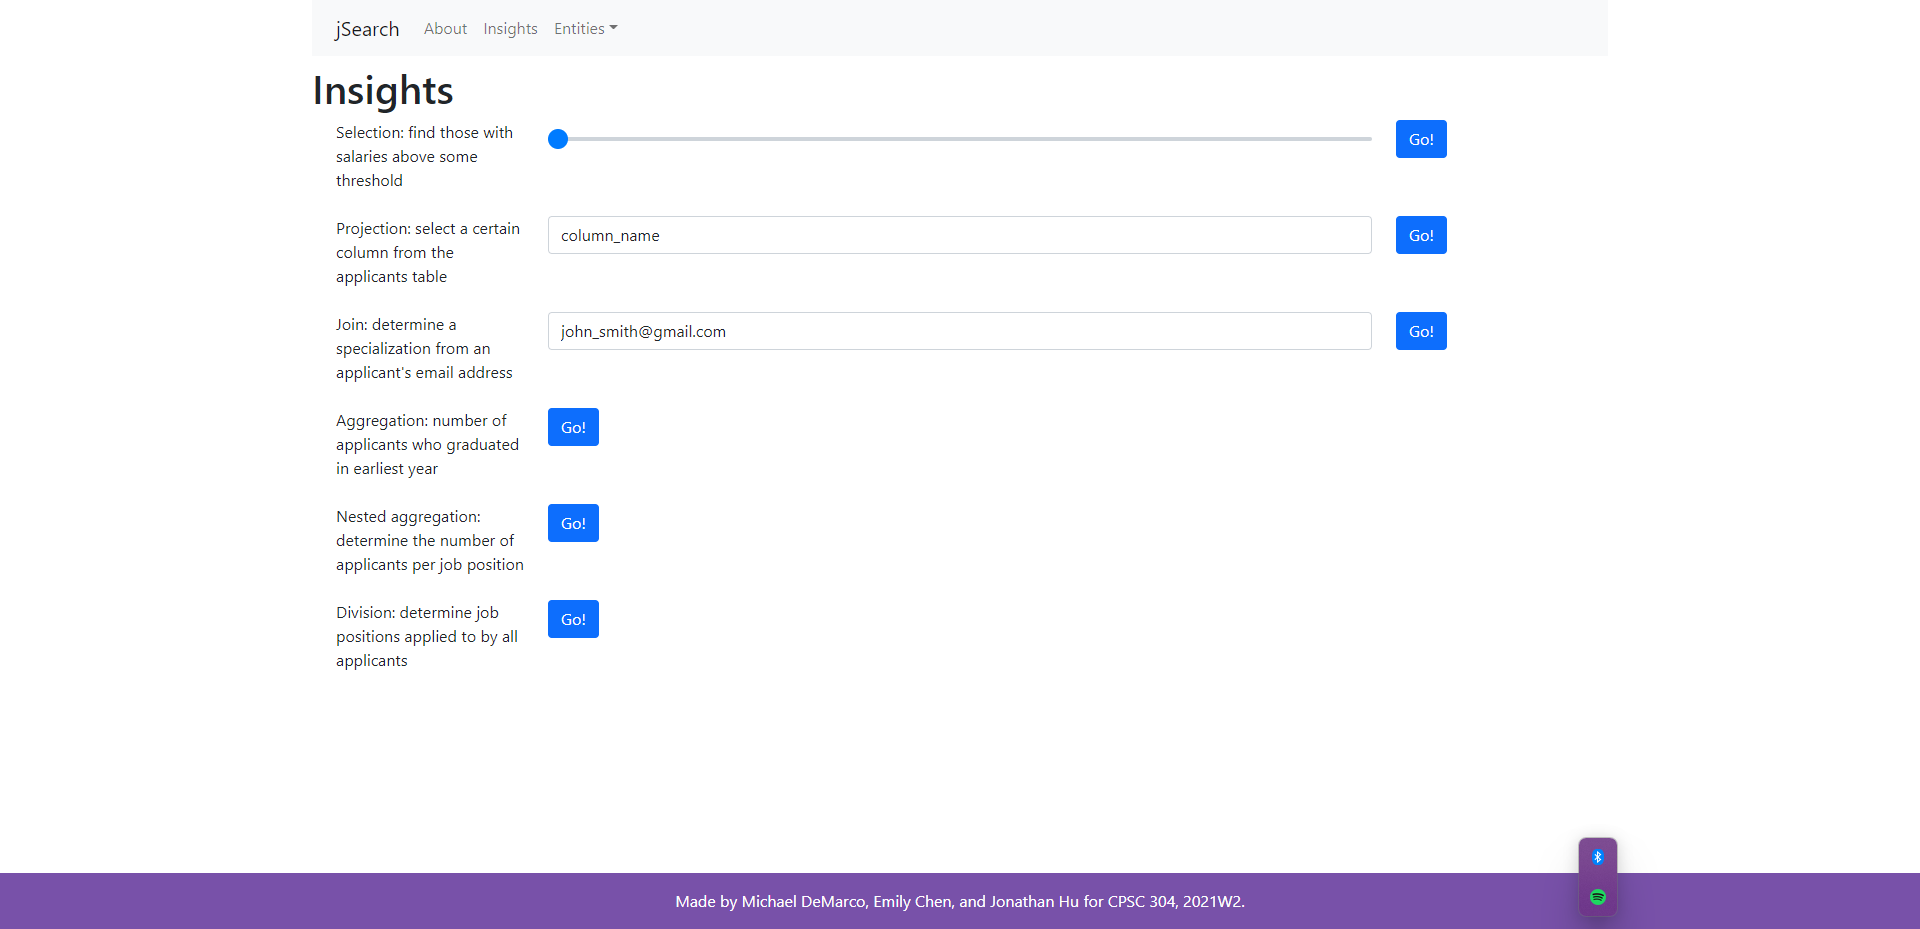 jSearch About Insights Entities
Insights
Selection: find those with
salaries above some
threshold
Go!
Projection: select a certain
column from the
applicants table
column_name
Go!
Join: determine a
specialization from an
applicant's email address
john_smith@gmail.com
Go!
Aggregation: number of
applicants who graduated
in earliest year
Go!
Nested aggregation:
determine the number of
applicants per job position
Go!
Division: determine job
positions applied to by all
applicants
Go!
Made by Michael DeMarco, Emily Chen, and Jonathan Hu for CPSC 304, 2021W2.